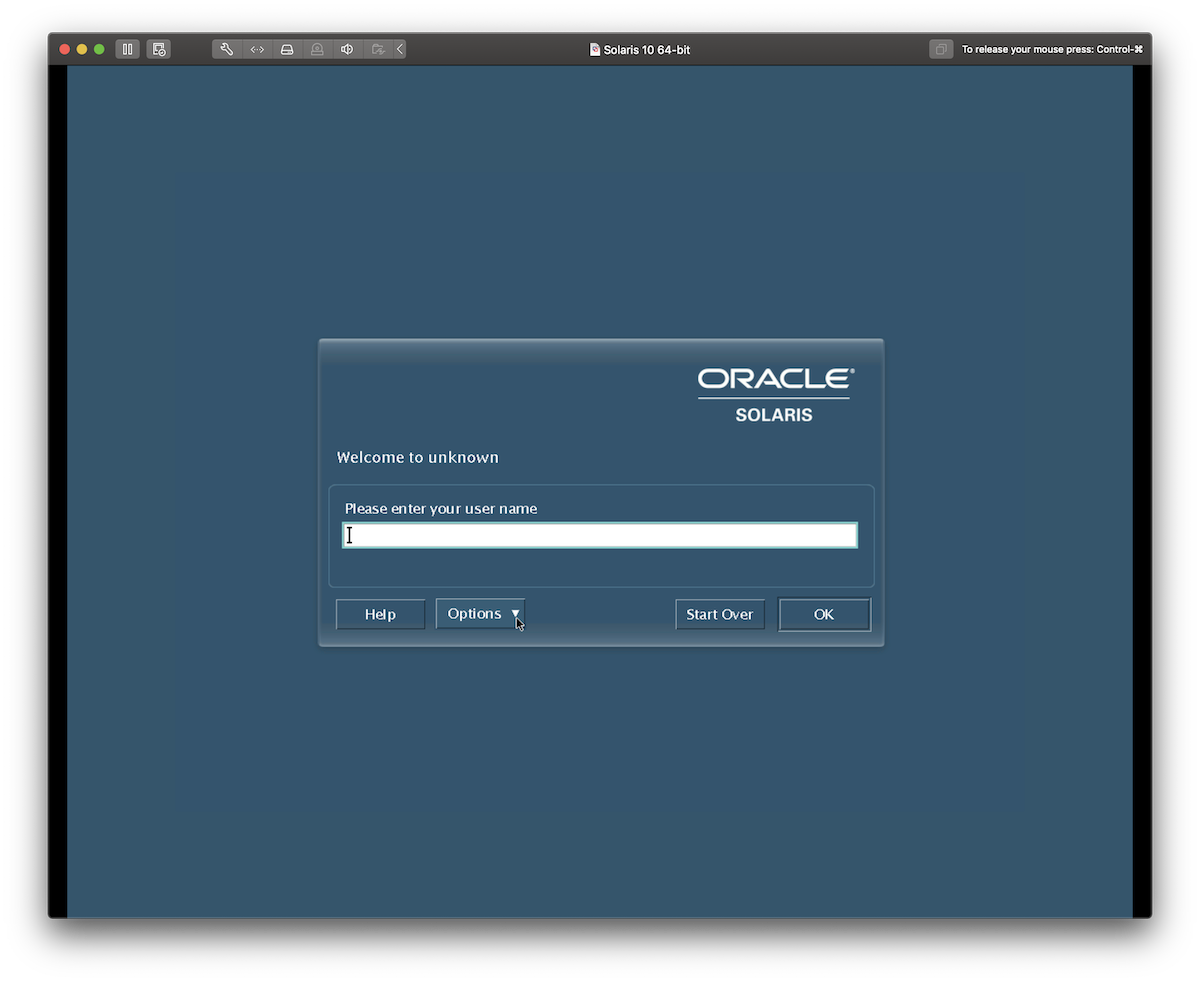 Solaris 10 64-bit
To release your mouse press: Control-⌘
ORACLE®
SOLARIS
Welcome to unknown
Please enter your user name
Help
Options ▼
Start Over
OK